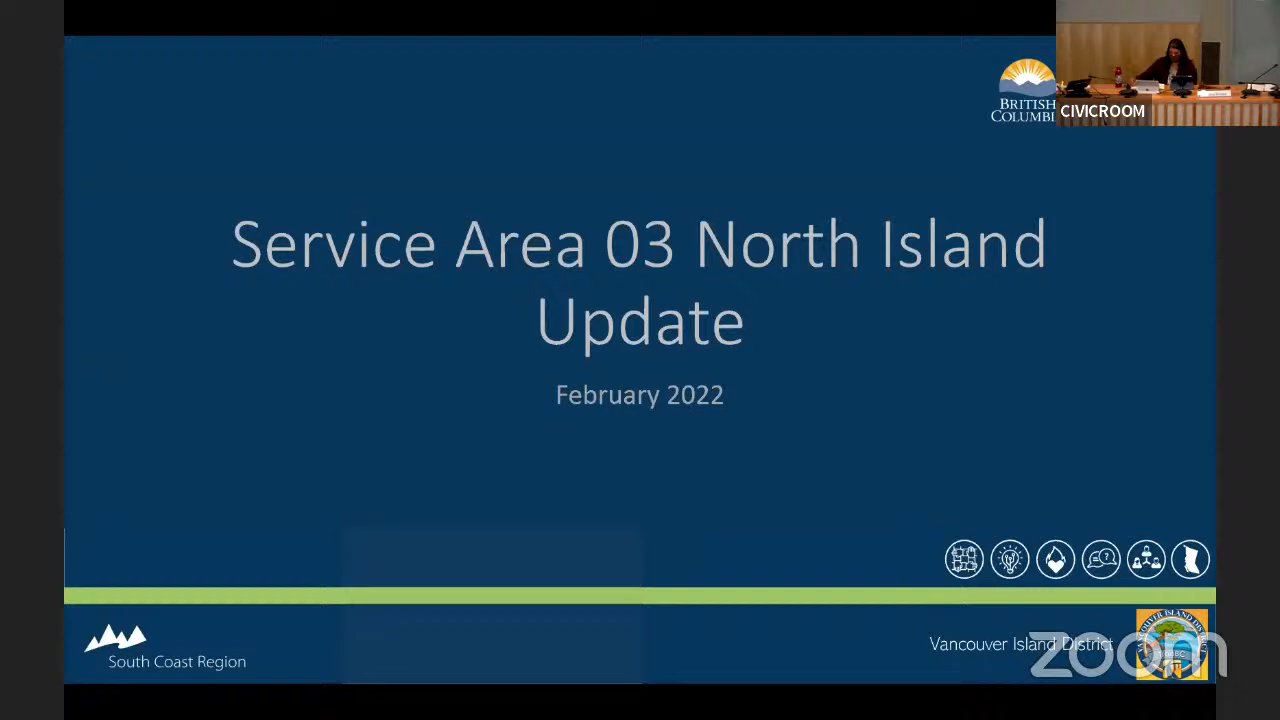 BRITISH
COLUMBI
CIVICROOM
Service Area 03 North Island
Update
February 2022
South Coast Region
Vancouver Island District
zoom